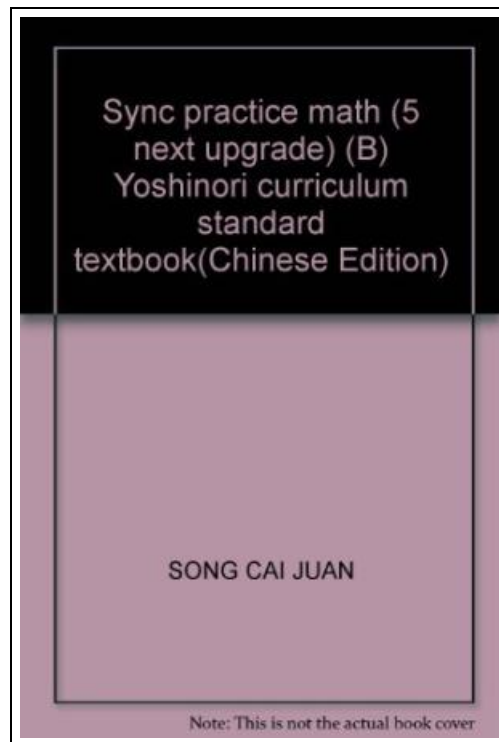 Sync practice math (5
next upgrade) (B)
Yoshinori curriculum
standard
textbook(Chinese Edition)
SONG CAI JUAN
Note: This is not the actual book cover